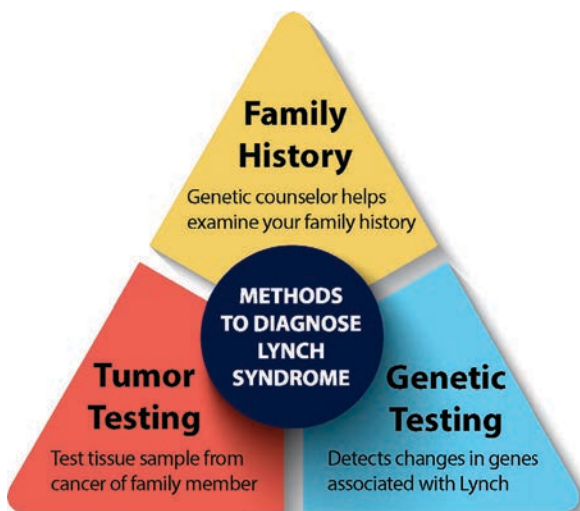 Family
History
Genetic counselor helps
examine your family history
METHODS
TO DIAGNOSE
LYNCH
SYNDROME
Tumor
Testing
Test tissue sample from
cancer of family member
Genetic
Testing
Detects changes in genes
associated with Lynch